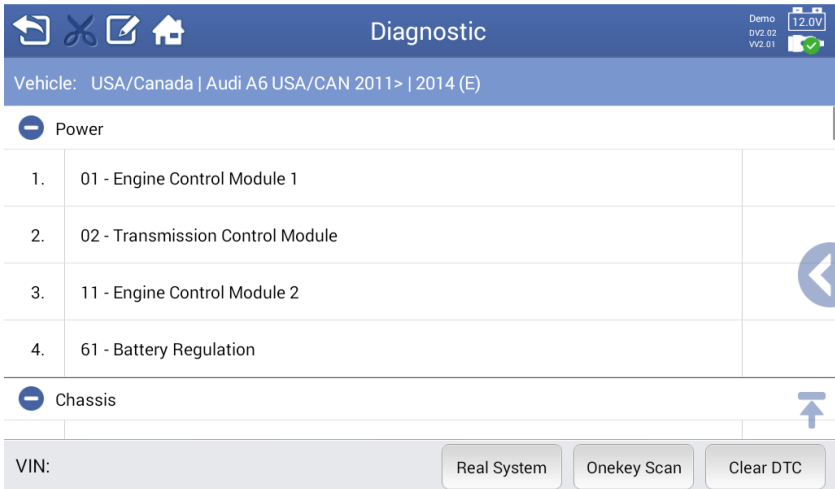 Diagnostic
Demo
DV2.02
VV2.01
12.0V
Vehicle: USA/Canada | Audi A6 USA/CAN 2011> | 2014 (E)
Power
1. 01 - Engine Control Module 1
2. 02 - Transmission Control Module
3. 11 - Engine Control Module 2
4. 61 - Battery Regulation
Chassis
VIN: Real System Onekey Scan Clear DTC